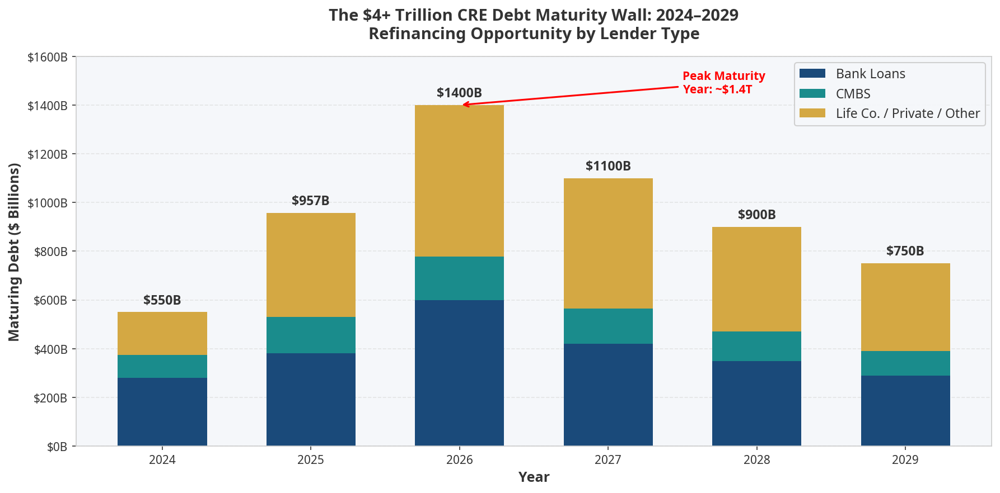 The $4+ Trillion CRE Debt Maturity Wall: 2024–2029
Refinancing Opportunity by Lender Type
Maturing Debt ($ Billions)
$1600B
$1400B
$1200B
$1000B
$800B
$600B
$400B
$200B
$0B
$550B
$957B
$1400B
$1100B
$900B
$750B
Peak Maturity
Year: ~$1.4T
Bank Loans
CMBS
Life Co. / Private / Other
2024
2025
2026
2027
2028
2029
Year